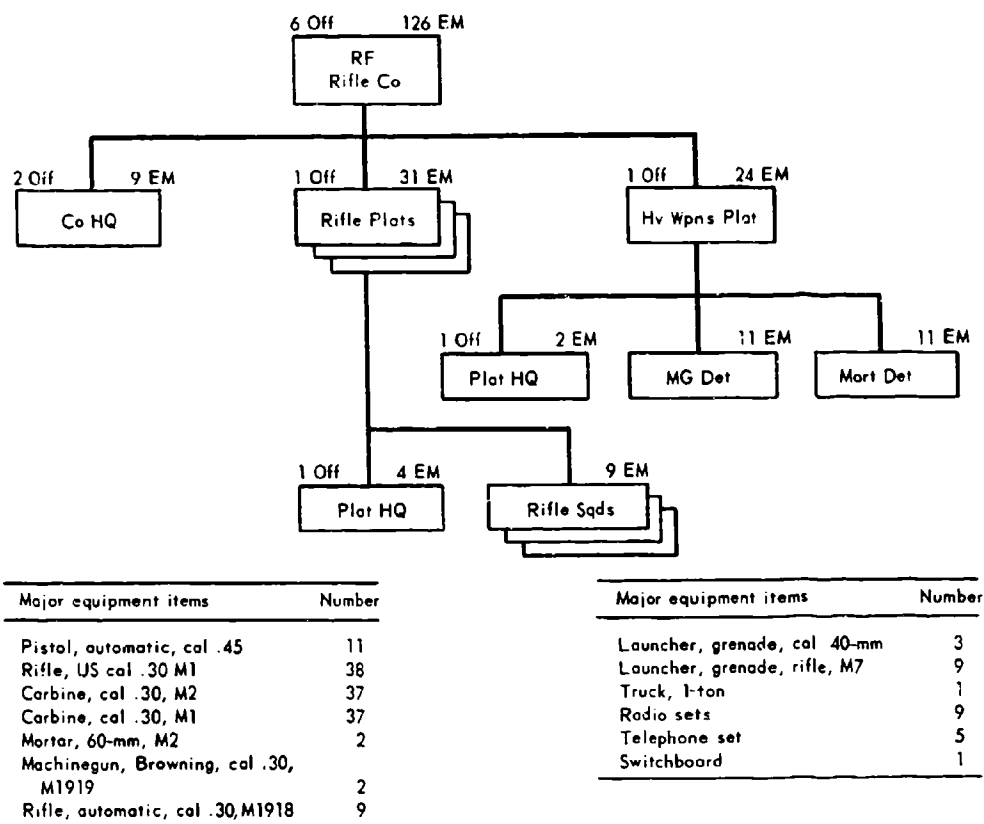 6 Off 126 EM
RF
Rifle Co
2 Off 9 EM
Co HQ
1 Off 31 EM
Rifle Plats
1 Off 24 EM
Hv Wpns Plat
1 Off 2 EM
Plat HQ
11 EM
MG Det
11 EM
Mort Det
1 Off 4 EM
Plat HQ
9 EM
Rifle Sqds
Major equipment items Number
Pistol, automatic, cal .45 11
Rifle, US cal .30 M1 38
Carbine, cal .30, M2 37
Carbine, cal .30, M1 37
Mortar, 60-mm, M2 2
Machinegun, Browning, cal .30,
M1919 2
Rifle, automatic, cal .30, M1918 9
Major equipment items Number
Launcher, grenade, cal 40-mm 3
Launcher, grenade, rifle, M7 9
Truck, 1-ton 1
Radio sets 9
Telephone set 5
Switchboard 1